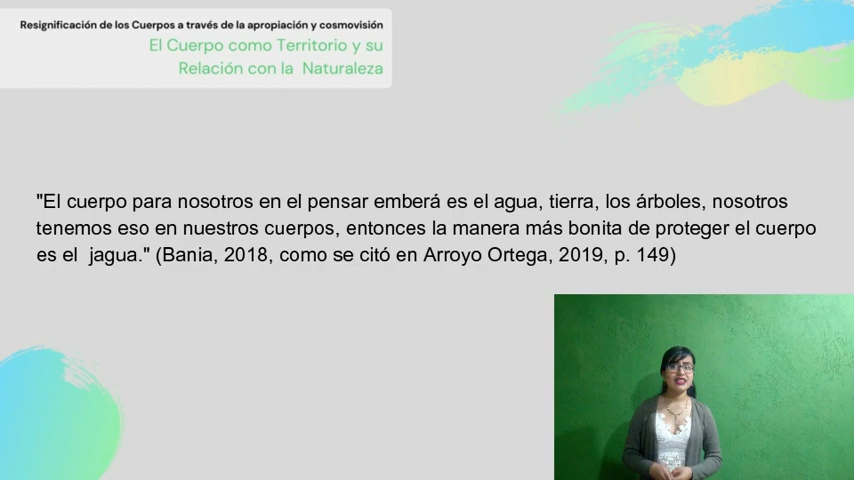 Resignificación de los Cuerpos a través de la apropiación y cosmovisión
El Cuerpo como Territorio y su
Relación con la Naturaleza
"El cuerpo para nosotros en el pensar emberá es el agua, tierra, los árboles, nosotros
tenemos eso en nuestros cuerpos, entonces la manera más bonita de proteger el cuerpo
es el  jagua." (Bania, 2018, como se citó en Arroyo Ortega, 2019, p. 149)